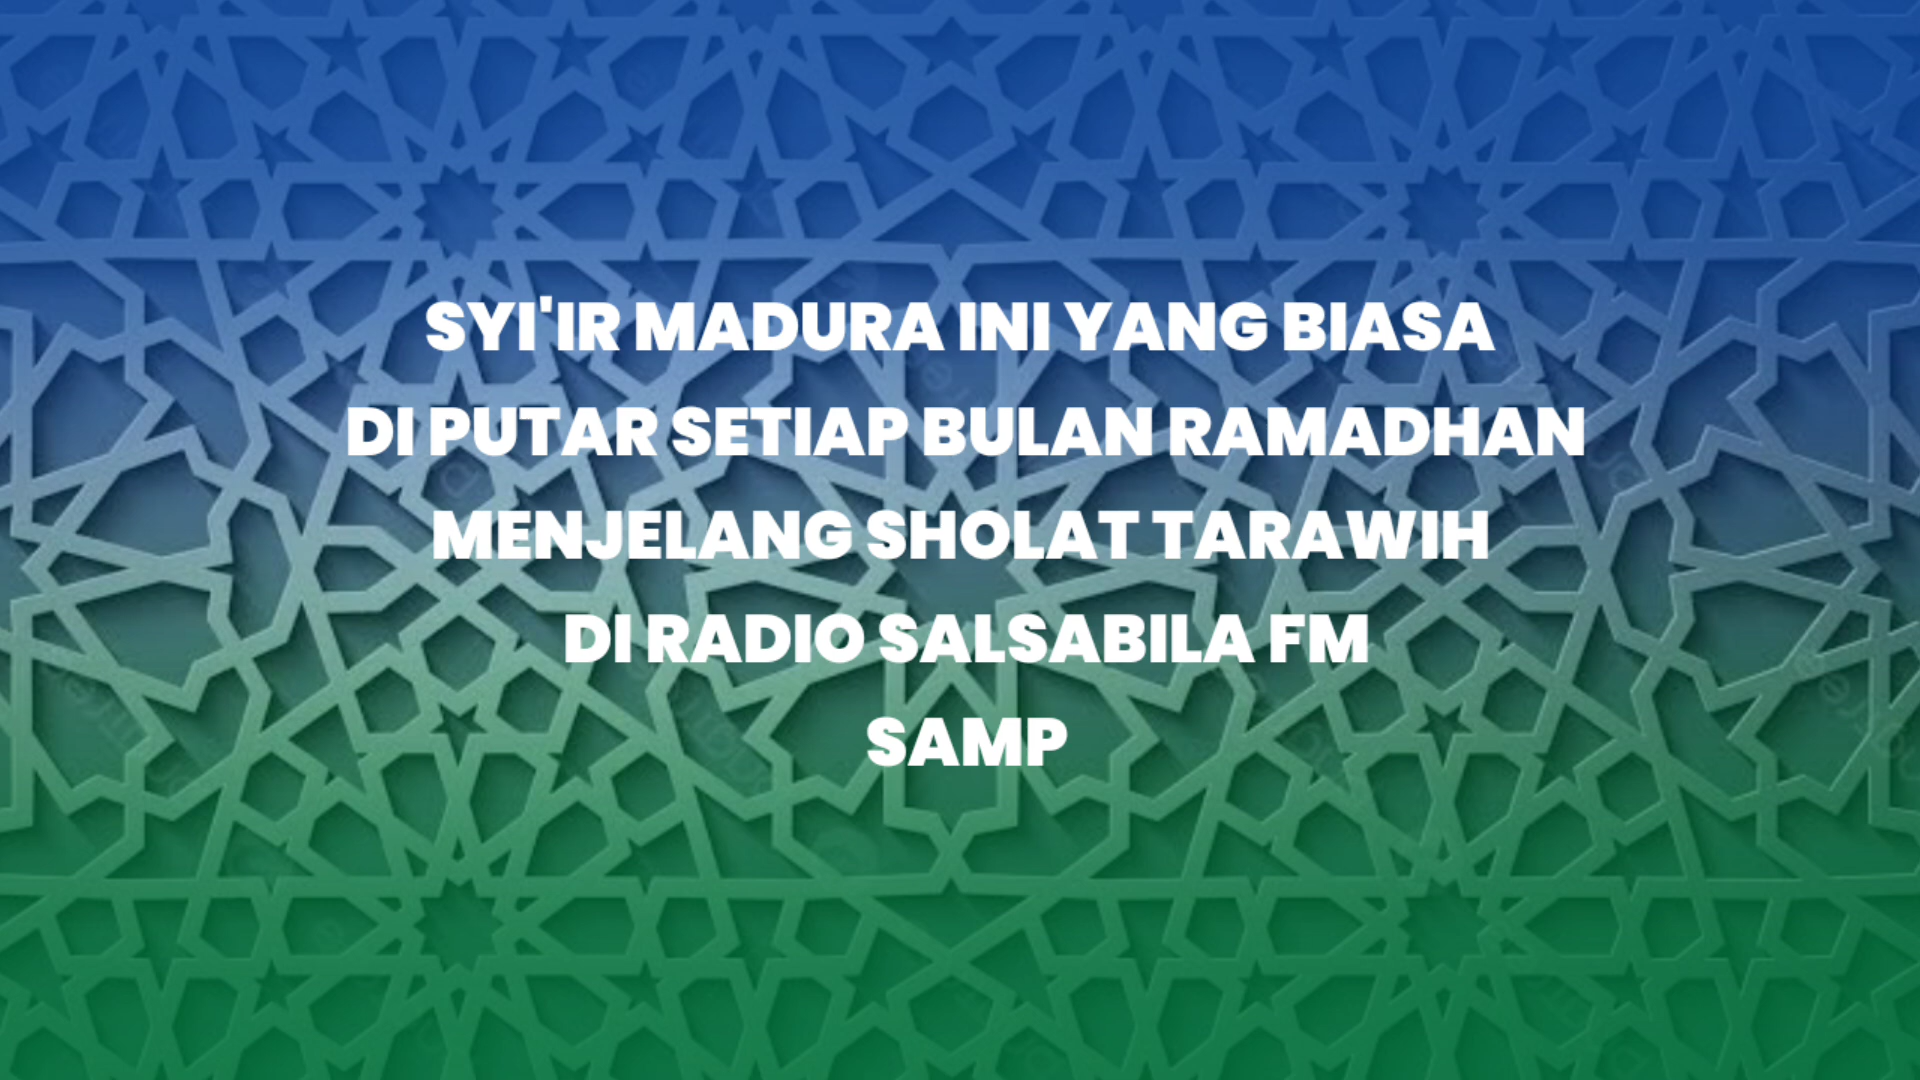 SYI'IR MADURA INI YANG BIASA
DI PUTAR SETIAP BULAN RAMADHAN
MENJELANG SHOLAT TARAWIH
DI RADIO SALSABILA FM
SAMP